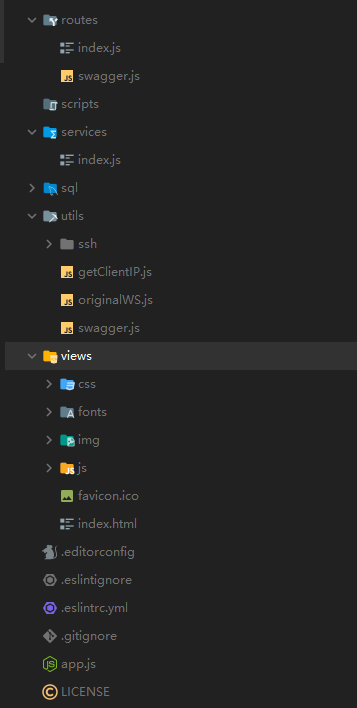 routes
index.js
swagger.js
scripts
services
index.js
sql
utils
ssh
getClientIP.js
originalWS.js
swagger.js
views
css
fonts
img
js
favicon.ico
index.html
.editorconfig
.eslintignore
.eslintrc.yml
.gitignore
app.js
LICENSE